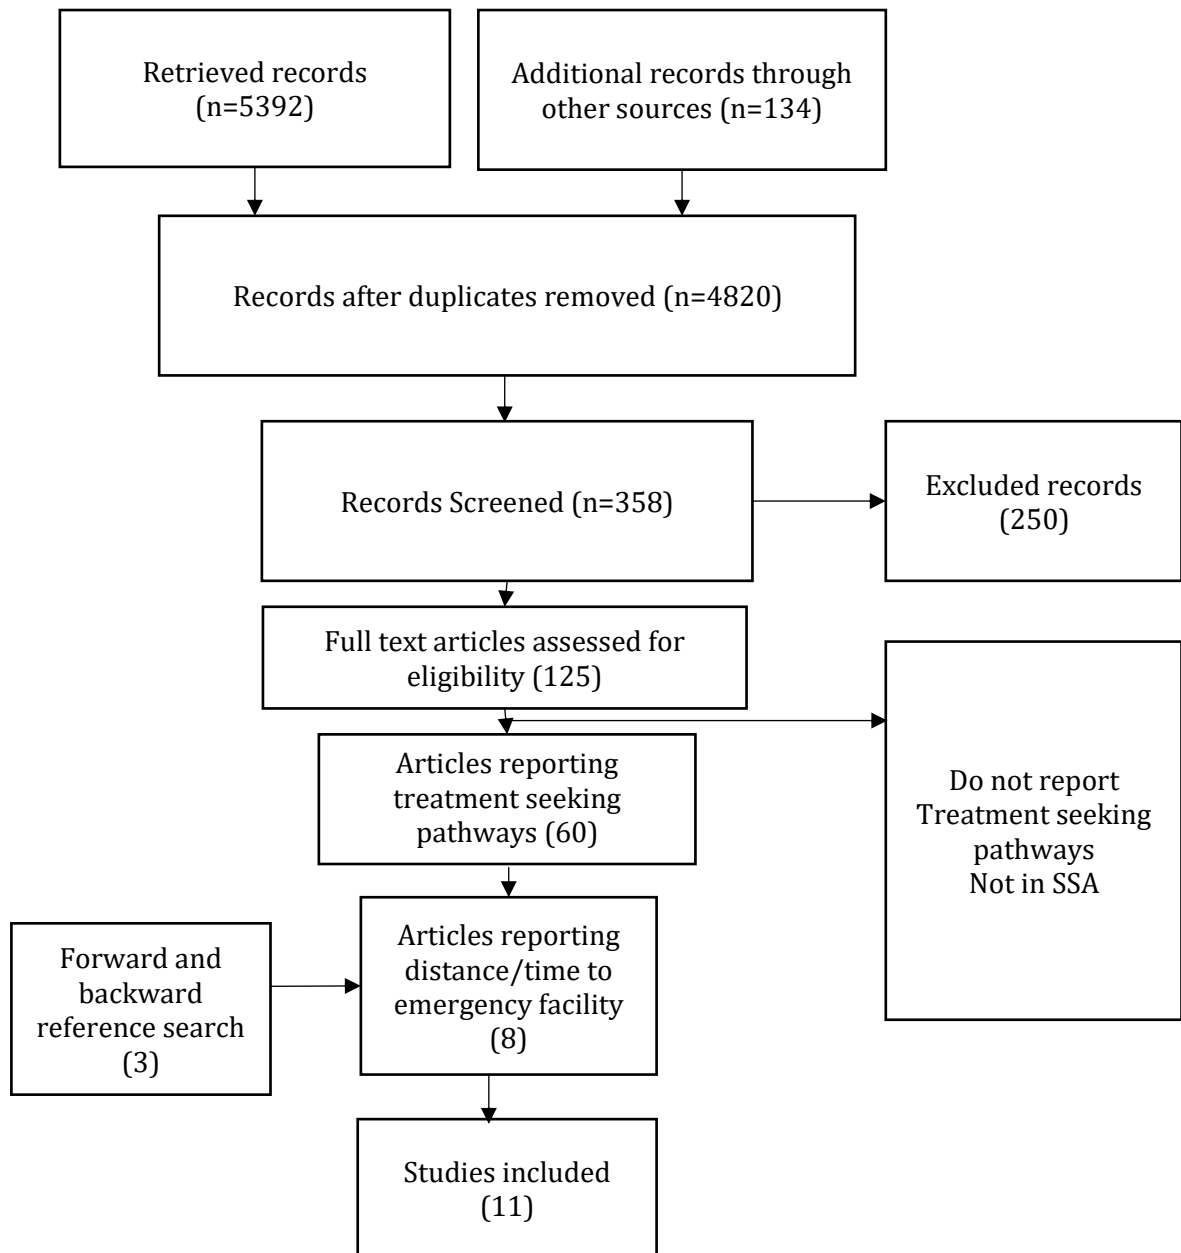 Retrieved records
(n=5392)
Additional records through
other sources (n=134)
Records after duplicates removed (n=4820)
Records Screened (n=358)
Excluded records
(250)
Full text articles assessed for
eligibility (125)
Articles reporting
treatment seeking
pathways (60)
Do not report
Treatment seeking
pathways
Not in SSA
Forward and
backward
reference search
(3)
Articles reporting
distance/time to
emergency facility
(8)
Studies included
(11)